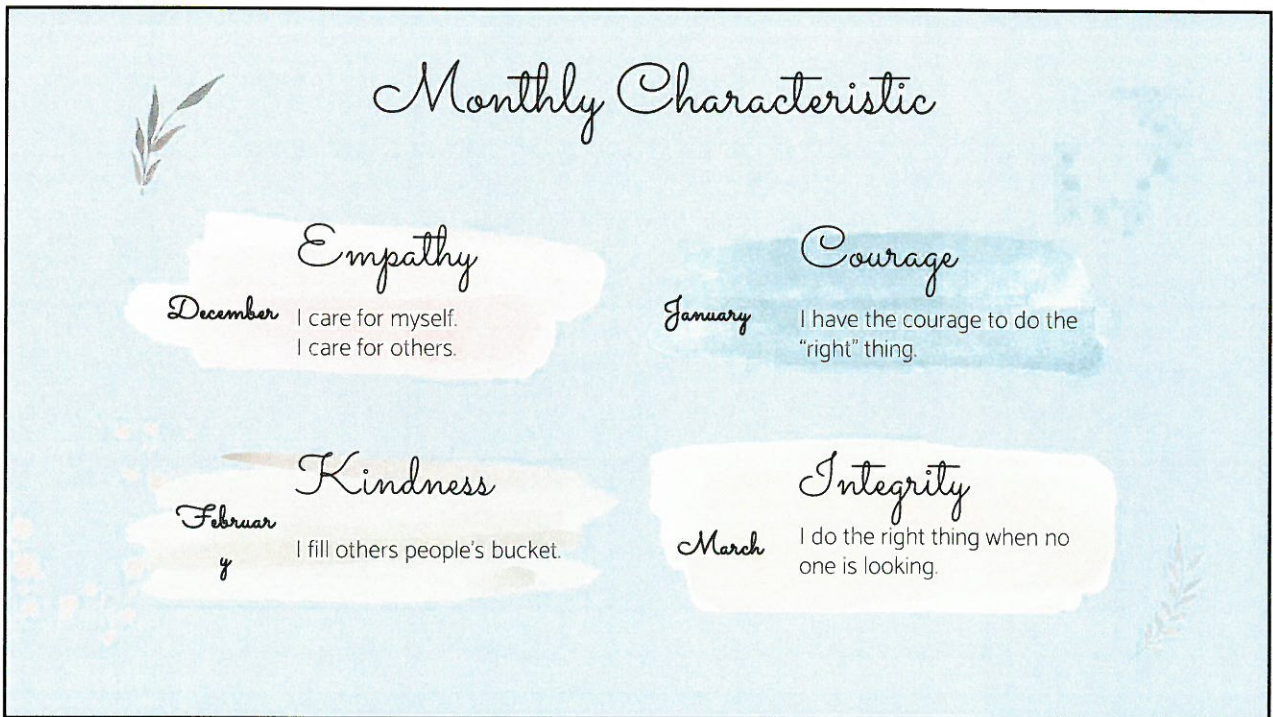 Monthly Characteristic
Empathy
December
I care for myself.
I care for others.
Courage
January
I have the courage to do the
“right” thing.
Kindness
Februar
y
I fill others people's bucket.
Integrity
March
I do the right thing when no
one is looking.